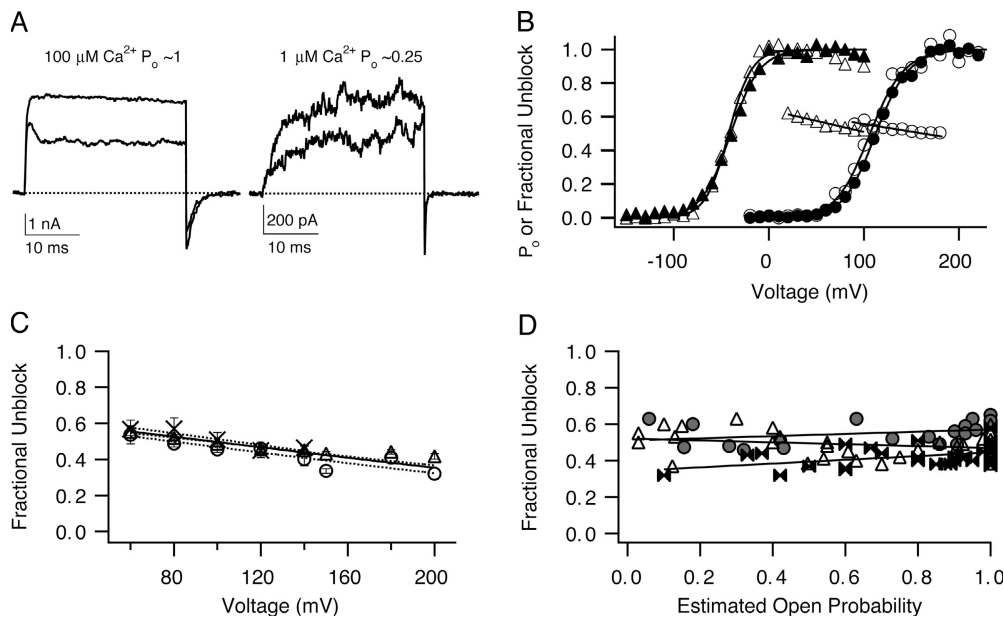 A
100 μM Ca2+ Po ~1
1 μM Ca2+ Po ~0.25
1 nA
10 ms
200 pA
10 ms
B
Po or Fractional Unblock
1.0
0.8
0.6
0.4
0.2
0.0
-100
0
100
200
Voltage (mV)
C
Fractional Unblock
1.0
0.8
0.6
0.4
0.2
0.0
80
120
160
200
Voltage (mV)
D
Fractional Unblock
1.0
0.8
0.6
0.4
0.2
0.0
0.0
0.2
0.4
0.6
0.8
1.0
Estimated Open Probability